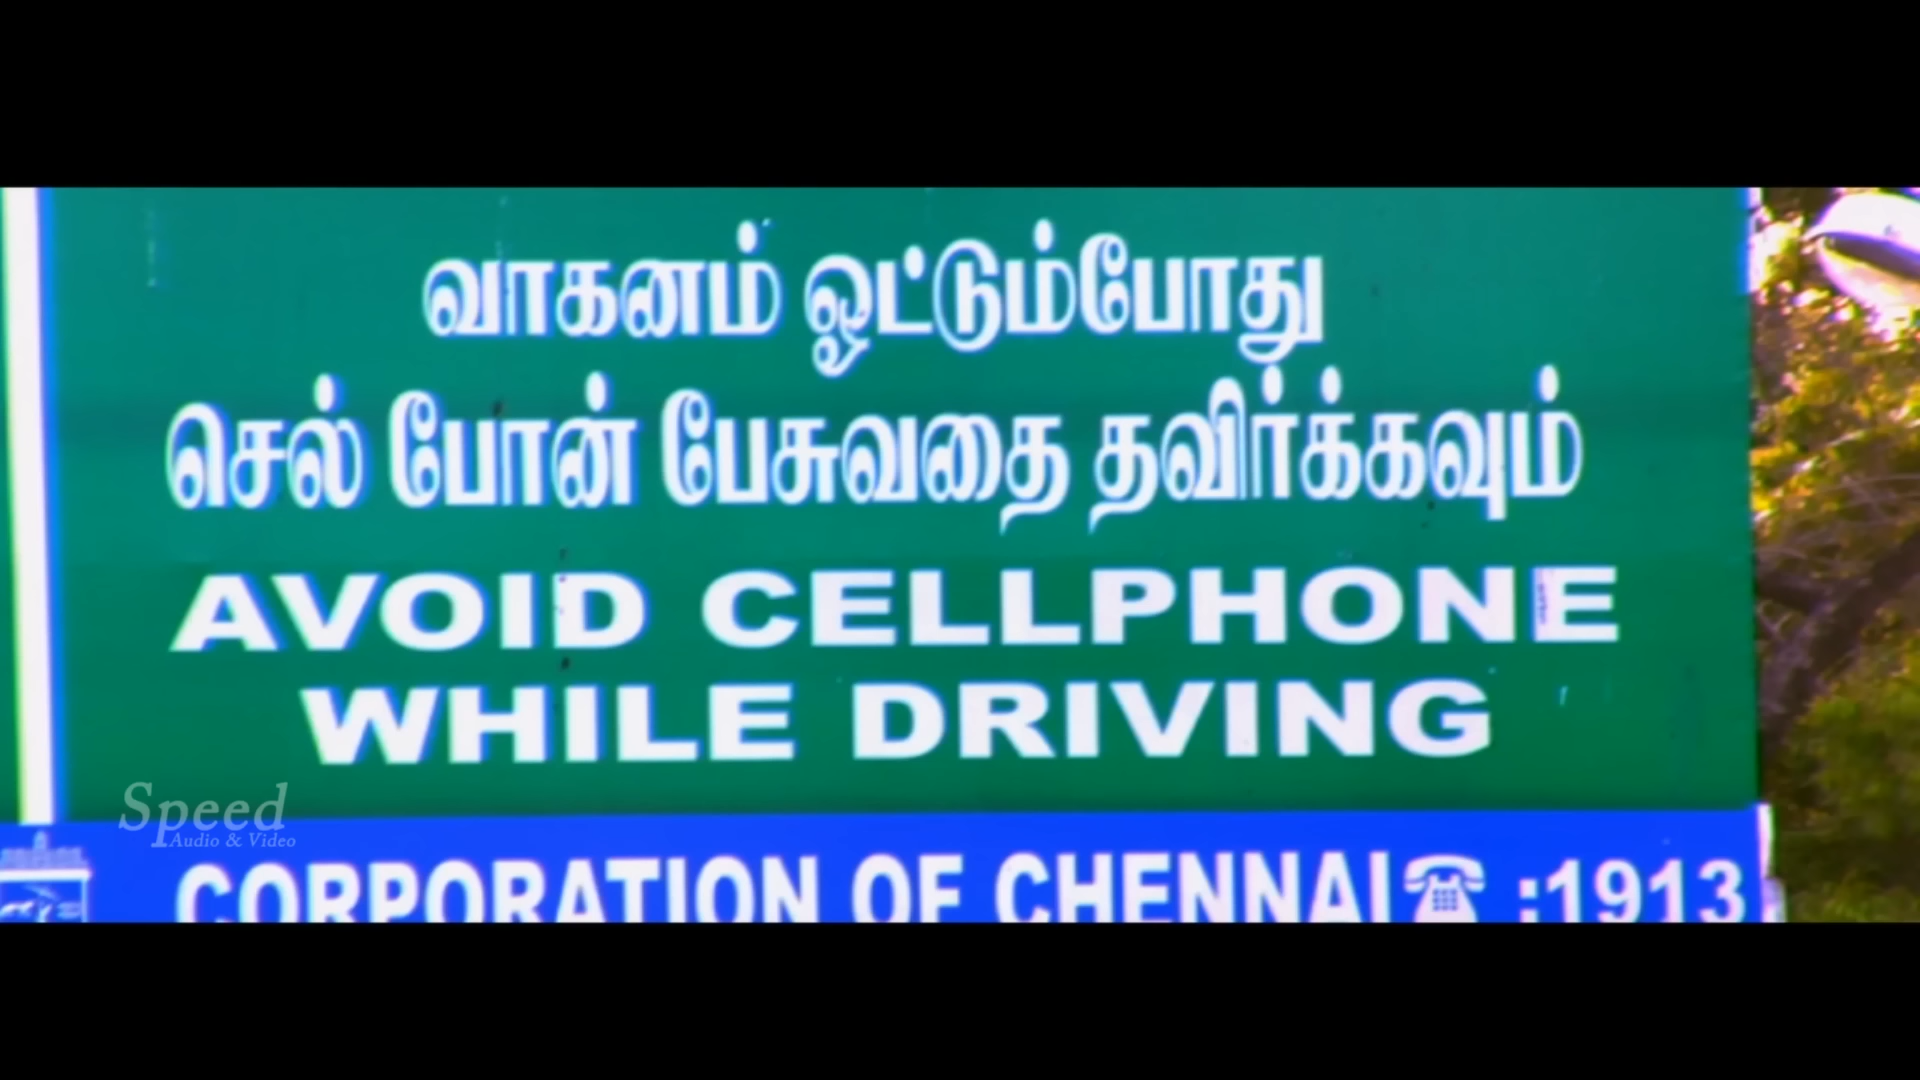 வாகனம் ஓட்டும்போது
செல் போன் பேசுவதை தவிர்க்கவும்
AVOID CELLPHONE
WHILE DRIVING
Speed
Audio & Video
CORPORATION OF CHENNAI ☎ :1913